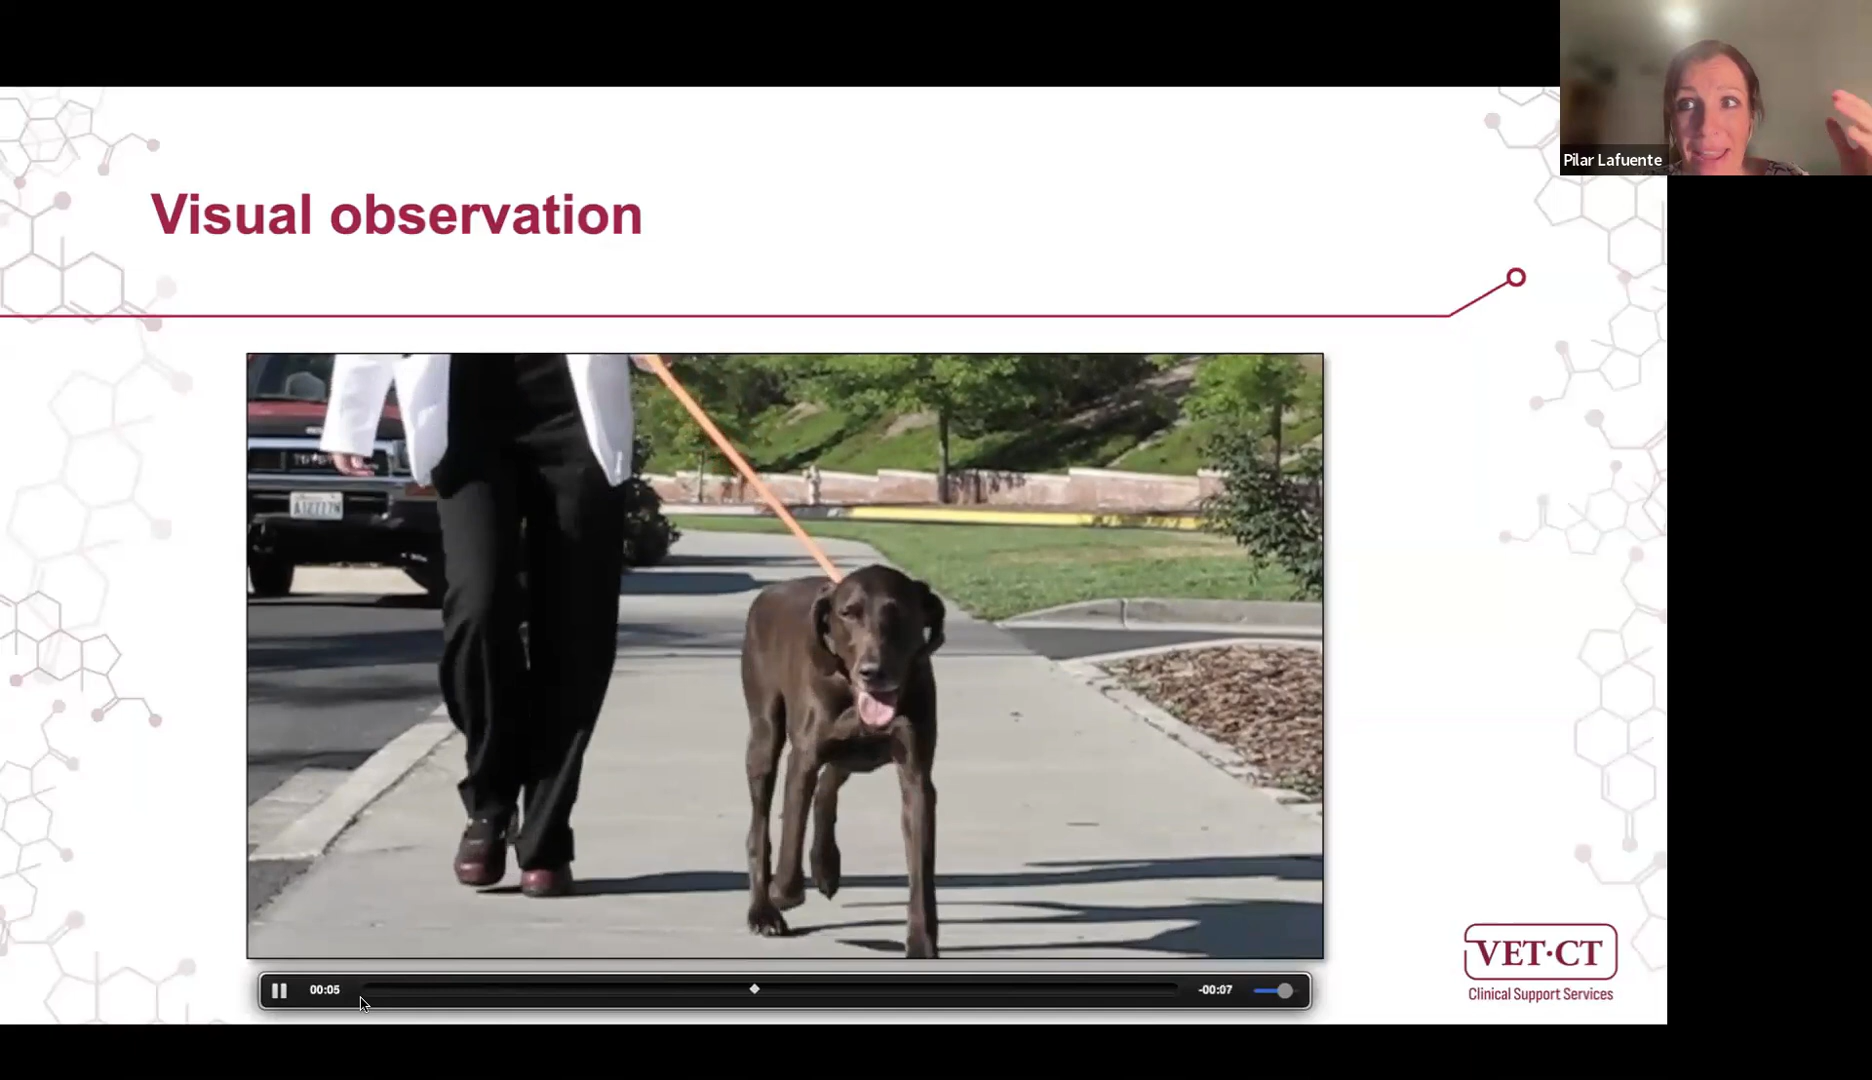 Pilar Lafuente
Visual observation
00:05
-00:07
VET·CT
Clinical Support Services